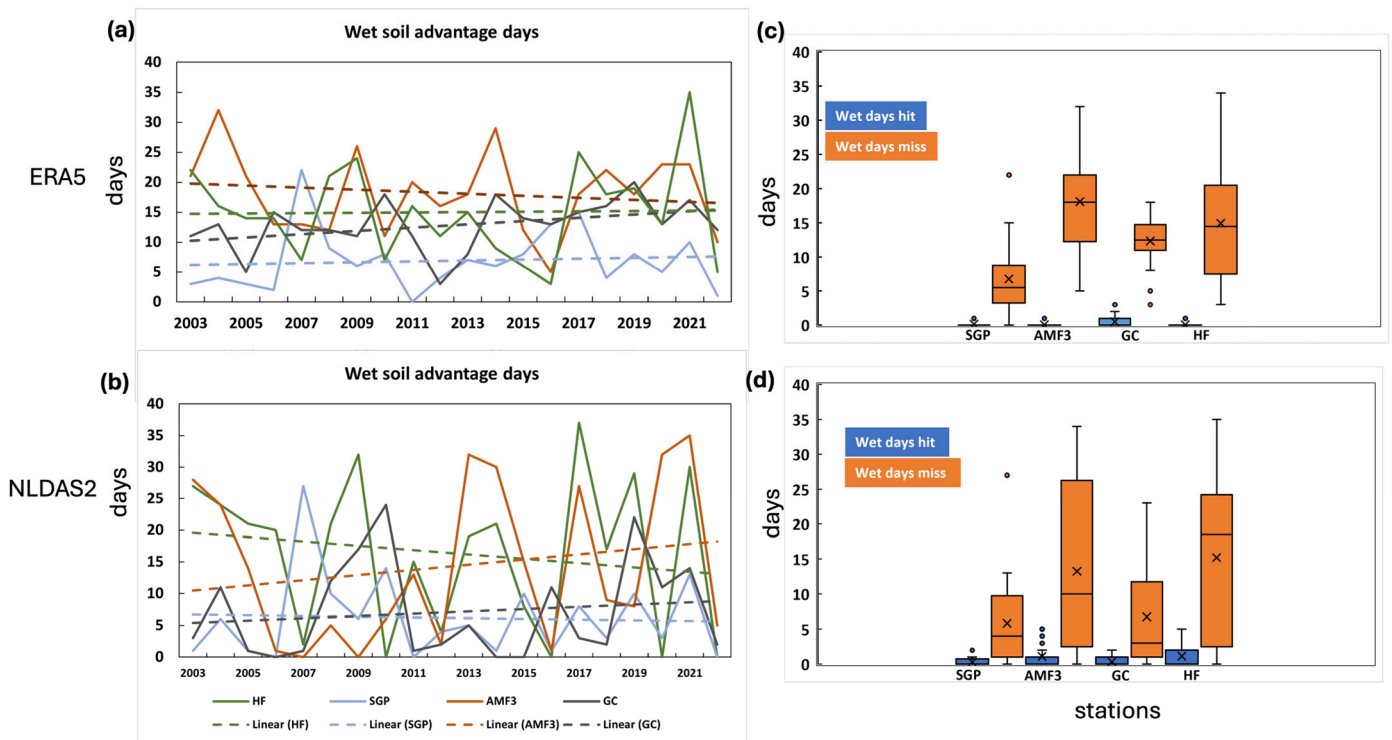 (a)
Wet soil advantage days
ERA5
days
40
35
30
25
20
15
10
5
0
2003 2005 2007 2009 2011 2013 2015 2017 2019 2021
(c)
40
35
30
25
20
15
10
5
0
days
Wet days hit
Wet days miss
SGP AMF3 GC HF
(b)
Wet soil advantage days
NLDAS2
days
40
35
30
25
20
15
10
5
0
2003 2005 2007 2009 2011 2013 2015 2017 2019 2021
HF SGP AMF3 GC
Linear (HF) Linear (SGP) Linear (AMF3) Linear (GC)
(d)
40
35
30
25
20
15
10
5
0
days
Wet days hit
Wet days miss
SGP AMF3 GC HF
stations